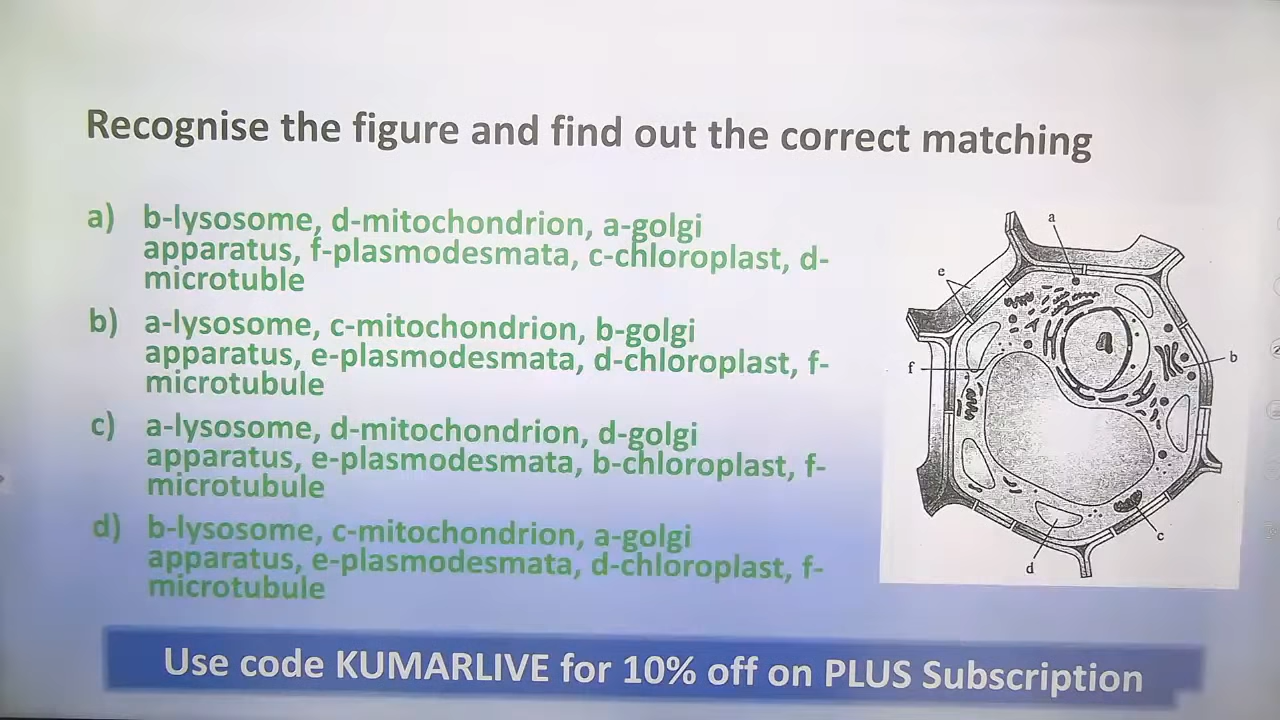 Recognise the figure and find out the correct matching
a) b-lysosome, d-mitochondrion, a-golgi
apparatus, f-plasmodesmata, c-chloroplast, d-
microtuble
b) a-lysosome, c-mitochondrion, b-golgi
apparatus, e-plasmodesmata, d-chloroplast, f-
microtubule
c) a-lysosome, d-mitochondrion, d-golgi
apparatus, e-plasmodesmata, b-chloroplast, f-
microtubule
d) b-lysosome, c-mitochondrion, a-golgi
apparatus, e-plasmodesmata, d-chloroplast, f-
microtubule
a
e
b
f
c
d
Use code KUMARLIVE for 10% off on PLUS Subscription